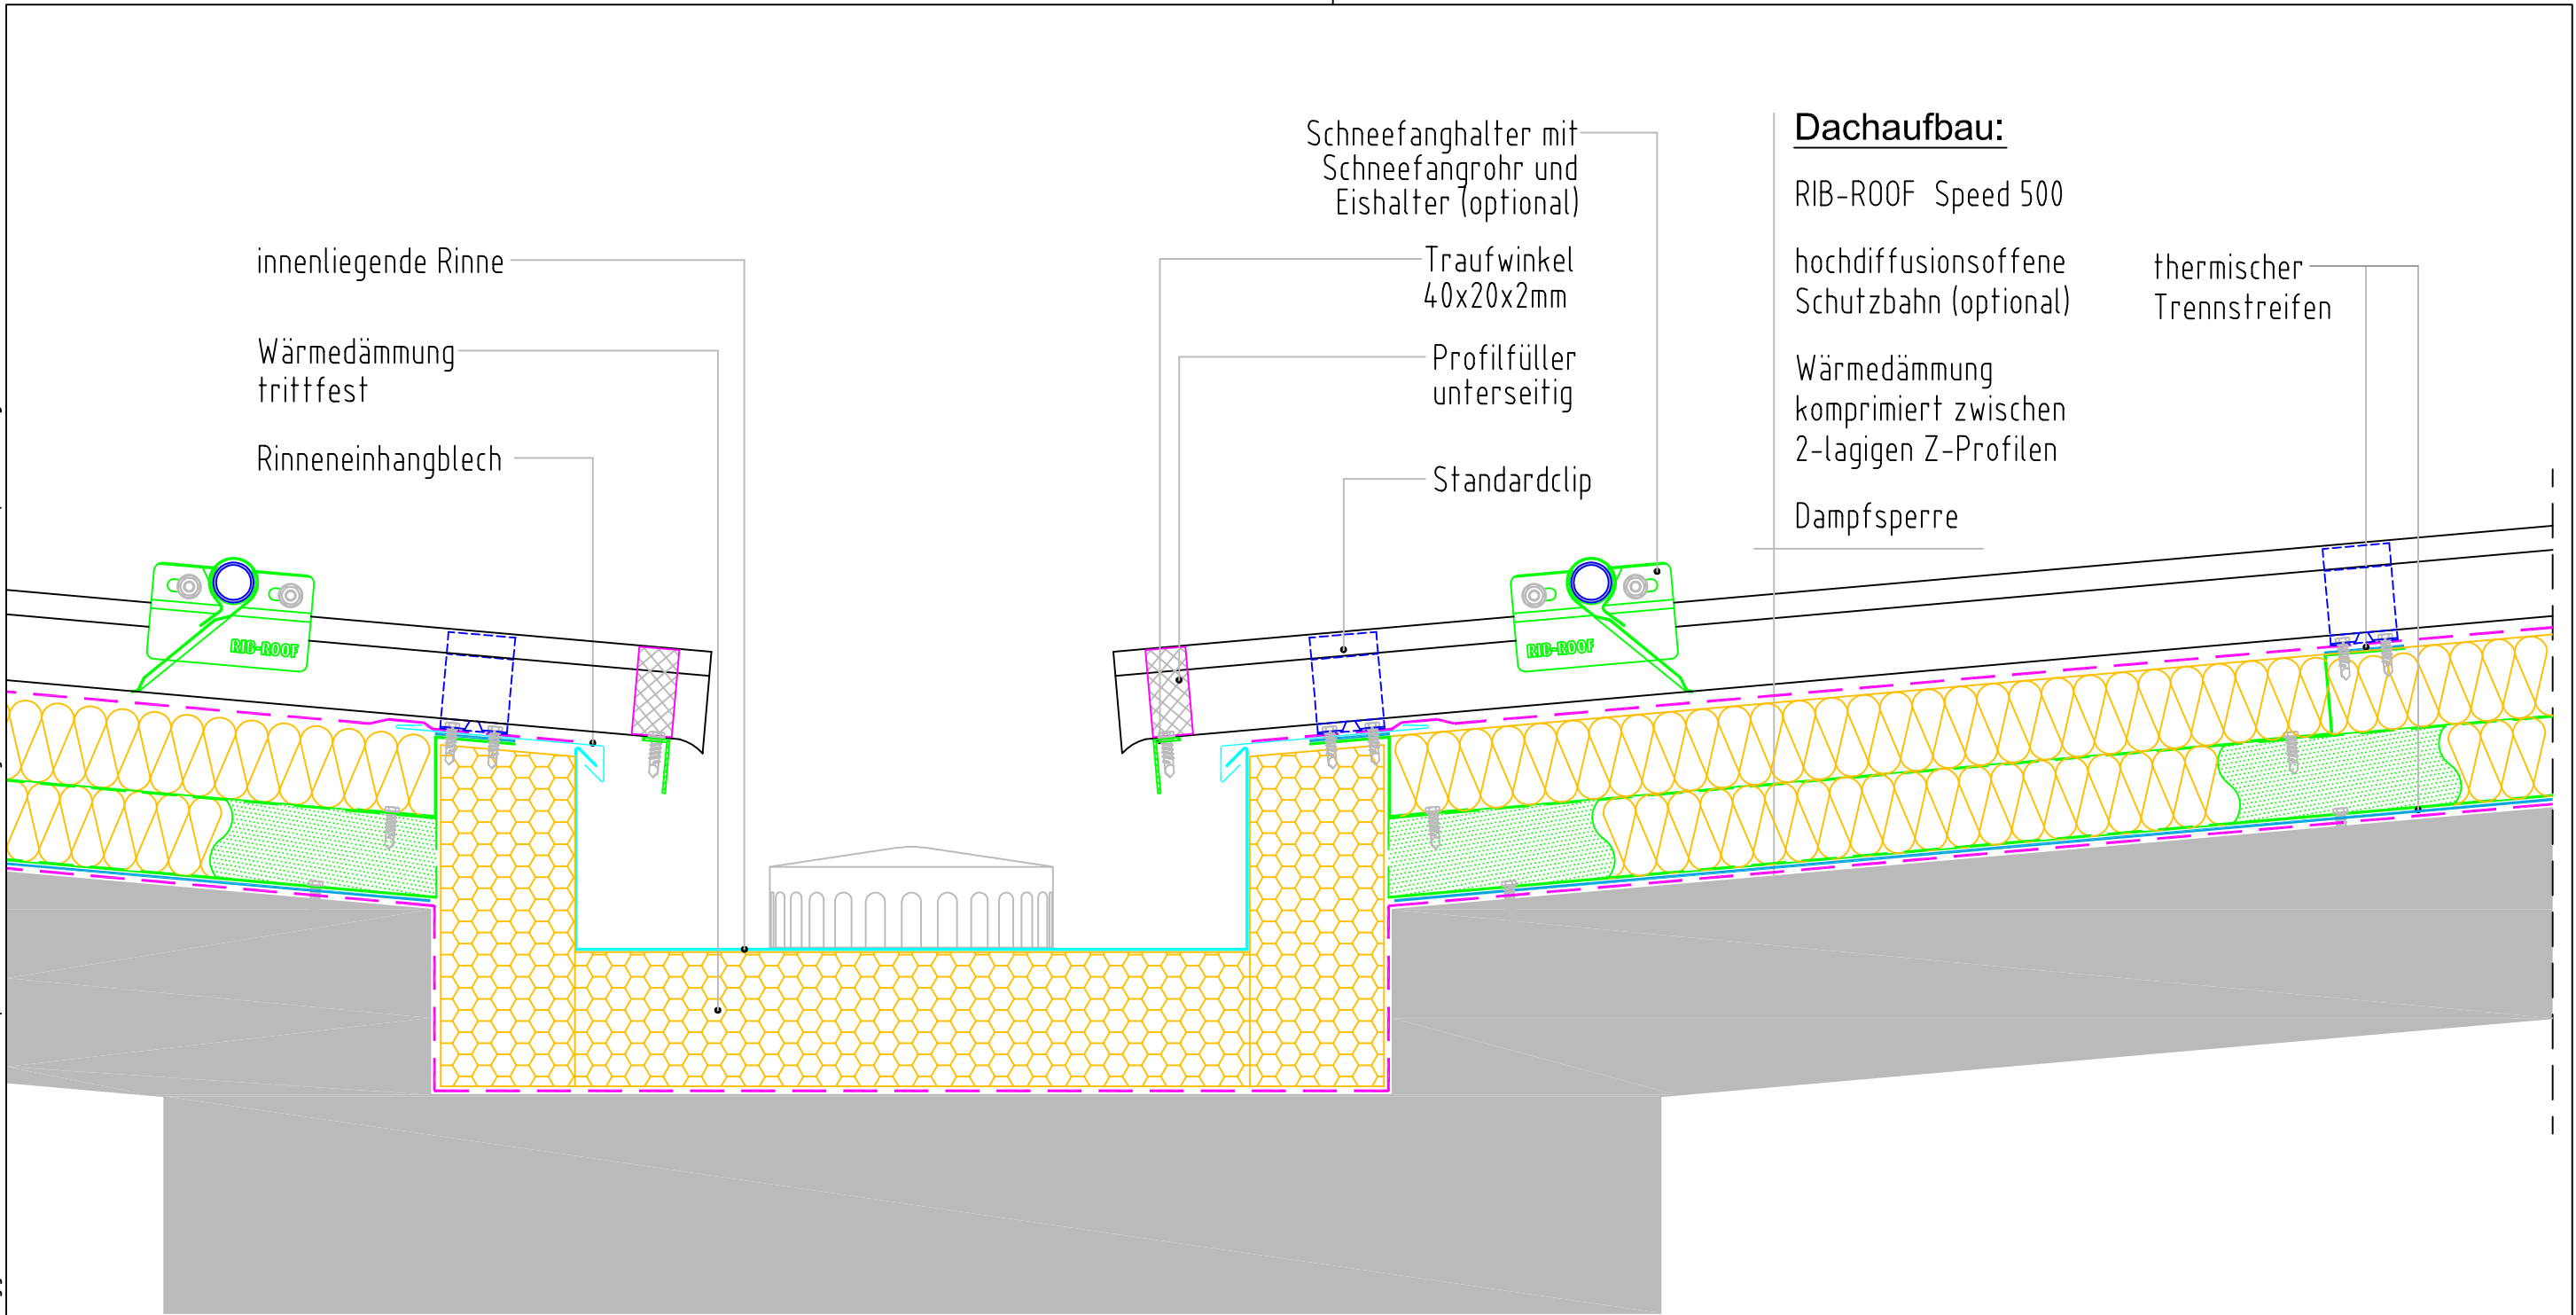 innenliegende Rinne
Wärmedämmung
trittfest
Rinneneinhangblech
Schneefanghalter mit
Schneefangrohr und
Eishalter (optional)
Traufwinkel
40x20x2mm
Profilfüller
unterseitig
Standardclip
Dachaufbau:
RIB-ROOF Speed 500
hochdiffusionsoffene
Schutzbahn (optional)
Wärmedämmung
komprimiert zwischen
2-lagigen Z-Profilen
Dampfsperre
thermischer
Trennstreifen
RIB-ROOF
RIB-ROOF